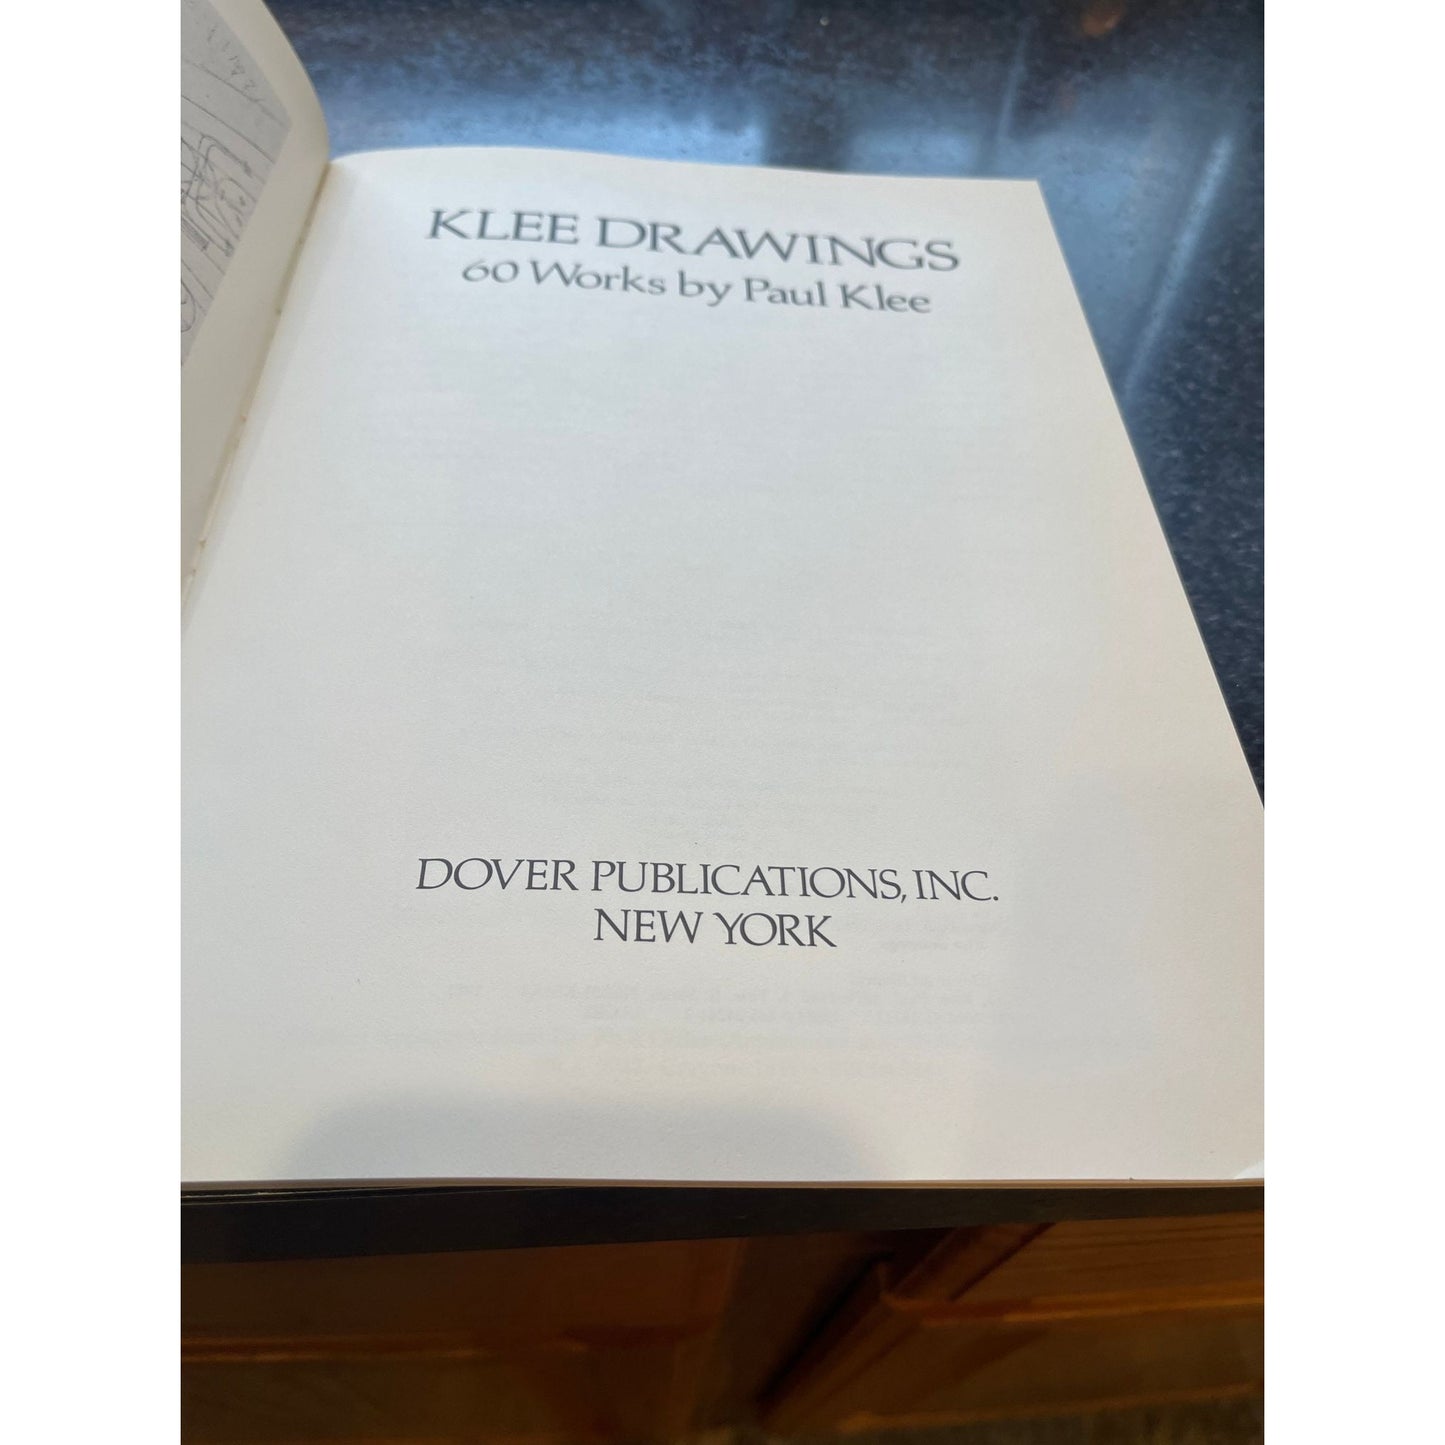 KLEE DRAWINGS
60 Works by Paul Klee
DOVER PUBLICATIONS, INC.
NEW YORK